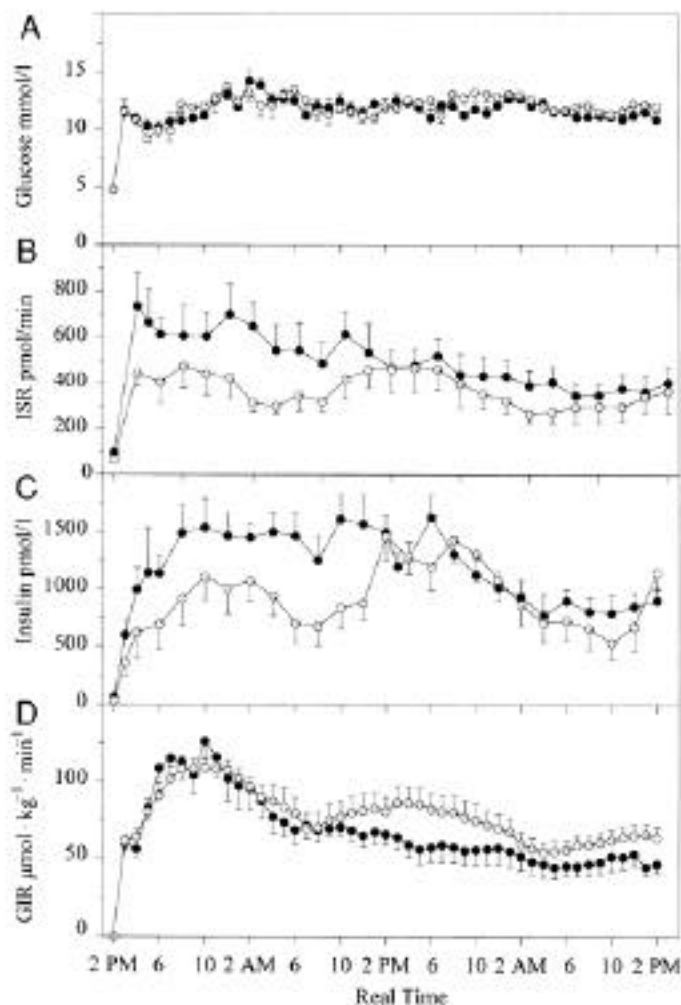 A
Glucose mmol/l
15
10
5
0
B
ISR pmol/min
800
600
400
200
0
C
Insulin pmol/l
1500
1000
500
0
D
GIR µmol · kg⁻¹ · min⁻¹
100
50
0
2 PM 6 10 2 AM 6 10 2 PM 6 2 AM 6 10 2 PM
Real Time